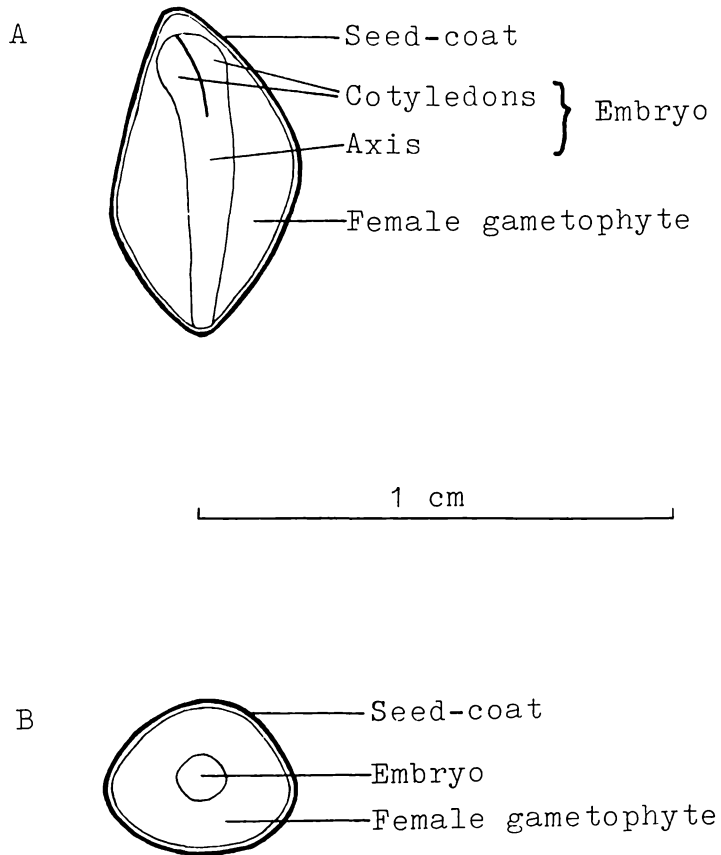 A
Seed-coat
Cotyledons
Embryo
Axis
Female gametophyte
1 cm
B
Seed-coat
Embryo
Female gametophyte